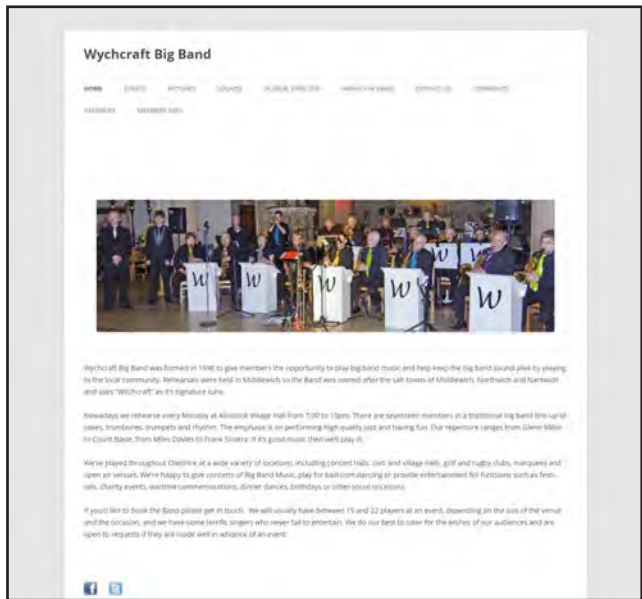 Wychcraft Big Band
HOME EVENTS PICTURES SOUNDS MUSICAL DIRECTOR HIRING THE BAND CONTACT US COMMENTS
VACANCIES MEMBERS AREA
W W W W W W W
Wychcraft Big Band was formed in 1998 to give members the opportunity to play big band music and help keep the big band sound alive by playing
to the local community. Rehearsals were held in Middlewich so the Band was named after the salt towns of Middlewich, Northwich and Nantwich
and uses "Witchcraft" as it's signature tune.
Nowadays we rehearse every Monday at Allostock Village Hall from 7:30 to 10pm. There are seventeen members in a traditional big band line-up of
saxes, trombones, trumpets and rhythm. The emphasis is on performing high quality jazz and having fun. Our repertoire ranges from Glenn Miller
to Count Basie, from Miles Davies to Frank Sinatra: if it's good music then we'll play it!
We've played throughout Cheshire at a wide variety of locations, including concert halls, civic and village halls, golf and rugby clubs, marquees and
open air venues. We're happy to give concerts of Big Band Music, play for ballroom dancing or provide entertainment for functions such as festi-
vals, charity events, wartime commemorations, dinner dances, birthdays or other social occasions.
If you'd like to book the Band please get in touch. We will usually have between 15 and 22 players at an event, depending on the size of the venue
and the occasion, and we have some terrific singers who never fail to entertain. We do our best to cater for the wishes of our audiences and are
open to requests if they are made well in advance of an event.